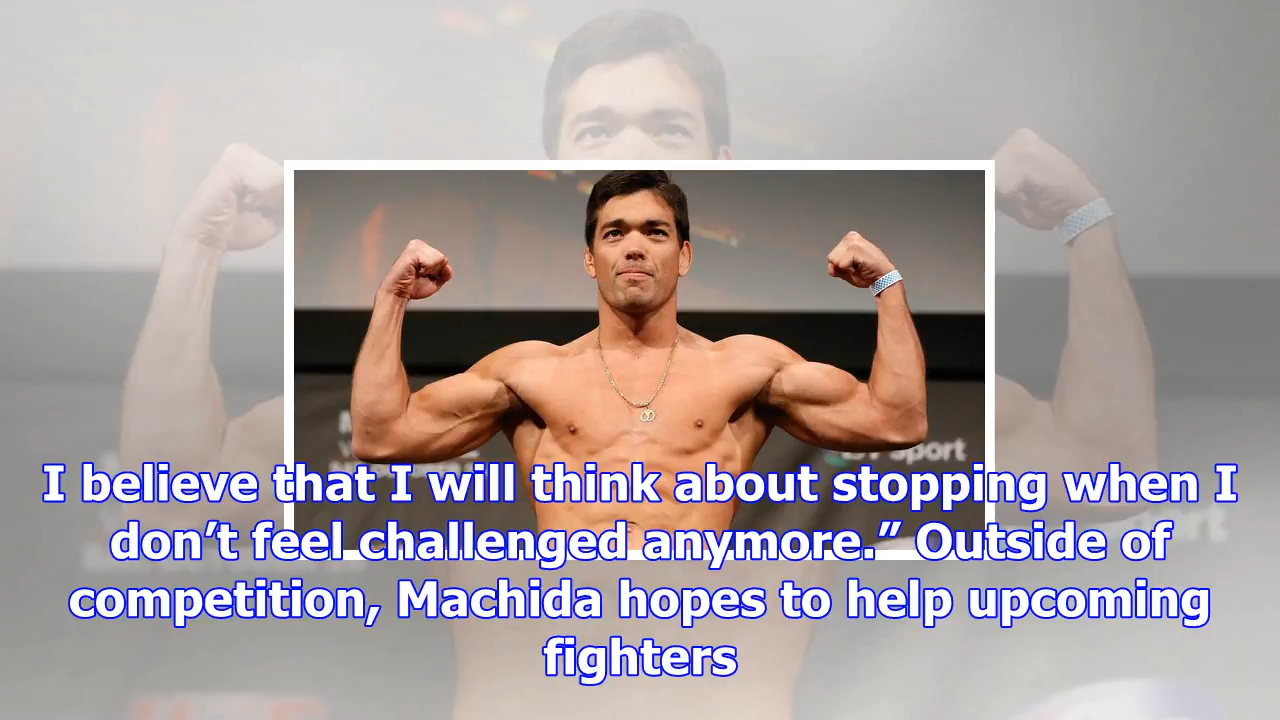 sport
I believe that I will think about stopping when I
don’t feel challenged anymore.” Outside of
competition, Machida hopes to help upcoming
fighters